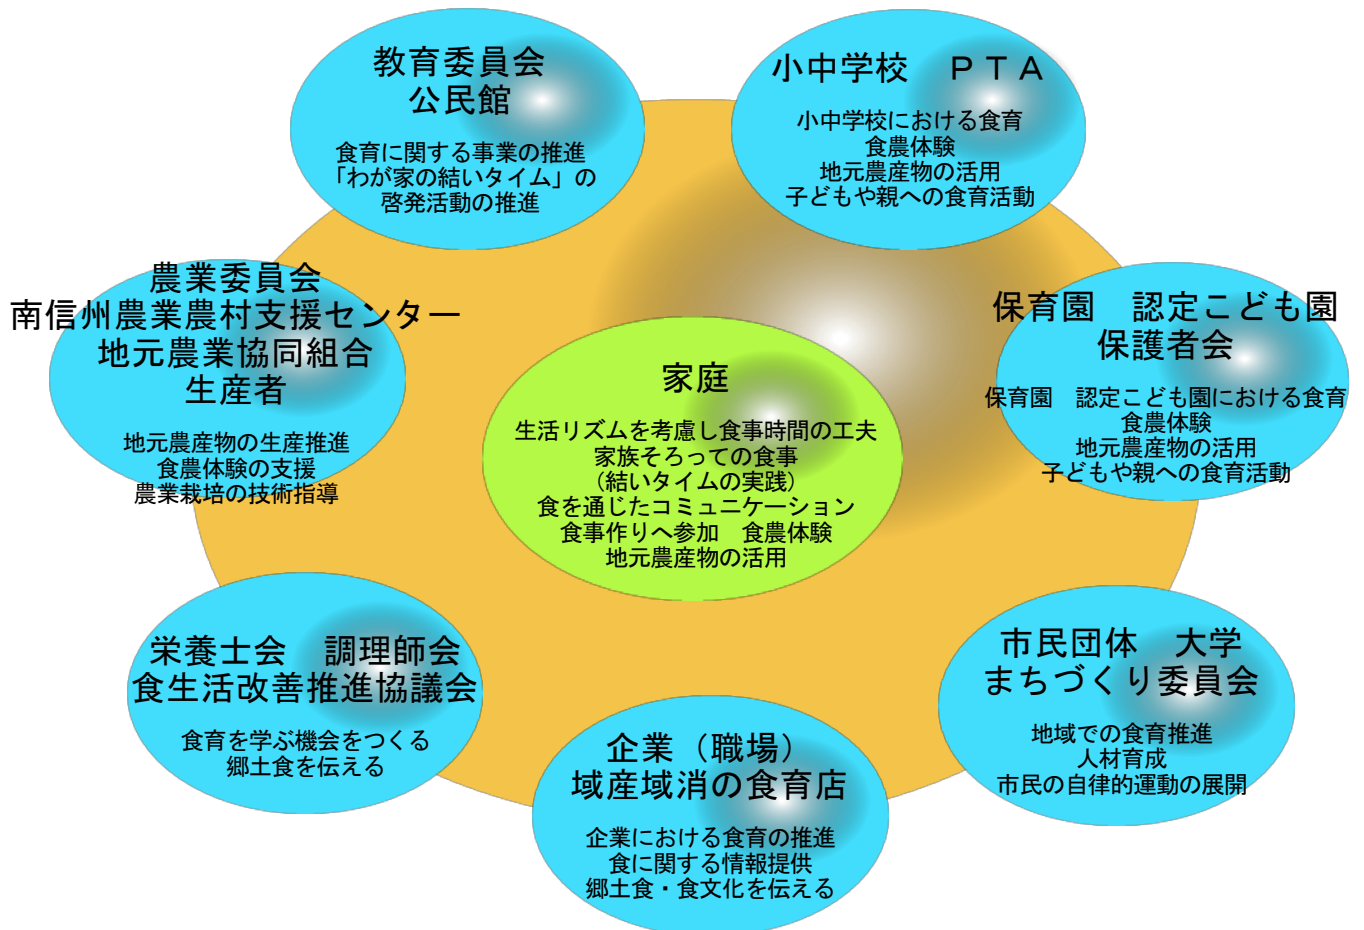 教育委員会
公民館
食育に関する事業の推進
「わが家の結いタイム」の
啓発活動の推進
小中学校　ＰＴＡ
小中学校における食育
食農体験
地元農産物の活用
子どもや親への食育活動
農業委員会
南信州農業農村支援センター
地元農業協同組合
生産者
地元農産物の生産推進
食農体験の支援
農業栽培の技術指導
家庭
生活リズムを考慮し食事時間の工夫
家族そろっての食事
（結いタイムの実践）
食を通じたコミュニケーション
食事作りへ参加　食農体験
地元農産物の活用
保育園　認定こども園
保護者会
保育園　認定こども園における食育
食農体験
地元農産物の活用
子どもや親への食育活動
栄養士会　調理師会
食生活改善推進協議会
食育を学ぶ機会をつくる
郷土食を伝える
企業（職場）
域産域消の食育店
企業における食育の推進
食に関する情報提供
郷土食・食文化を伝える
市民団体　大学
まちづくり委員会
地域での食育推進
人材育成
市民の自律的運動の展開